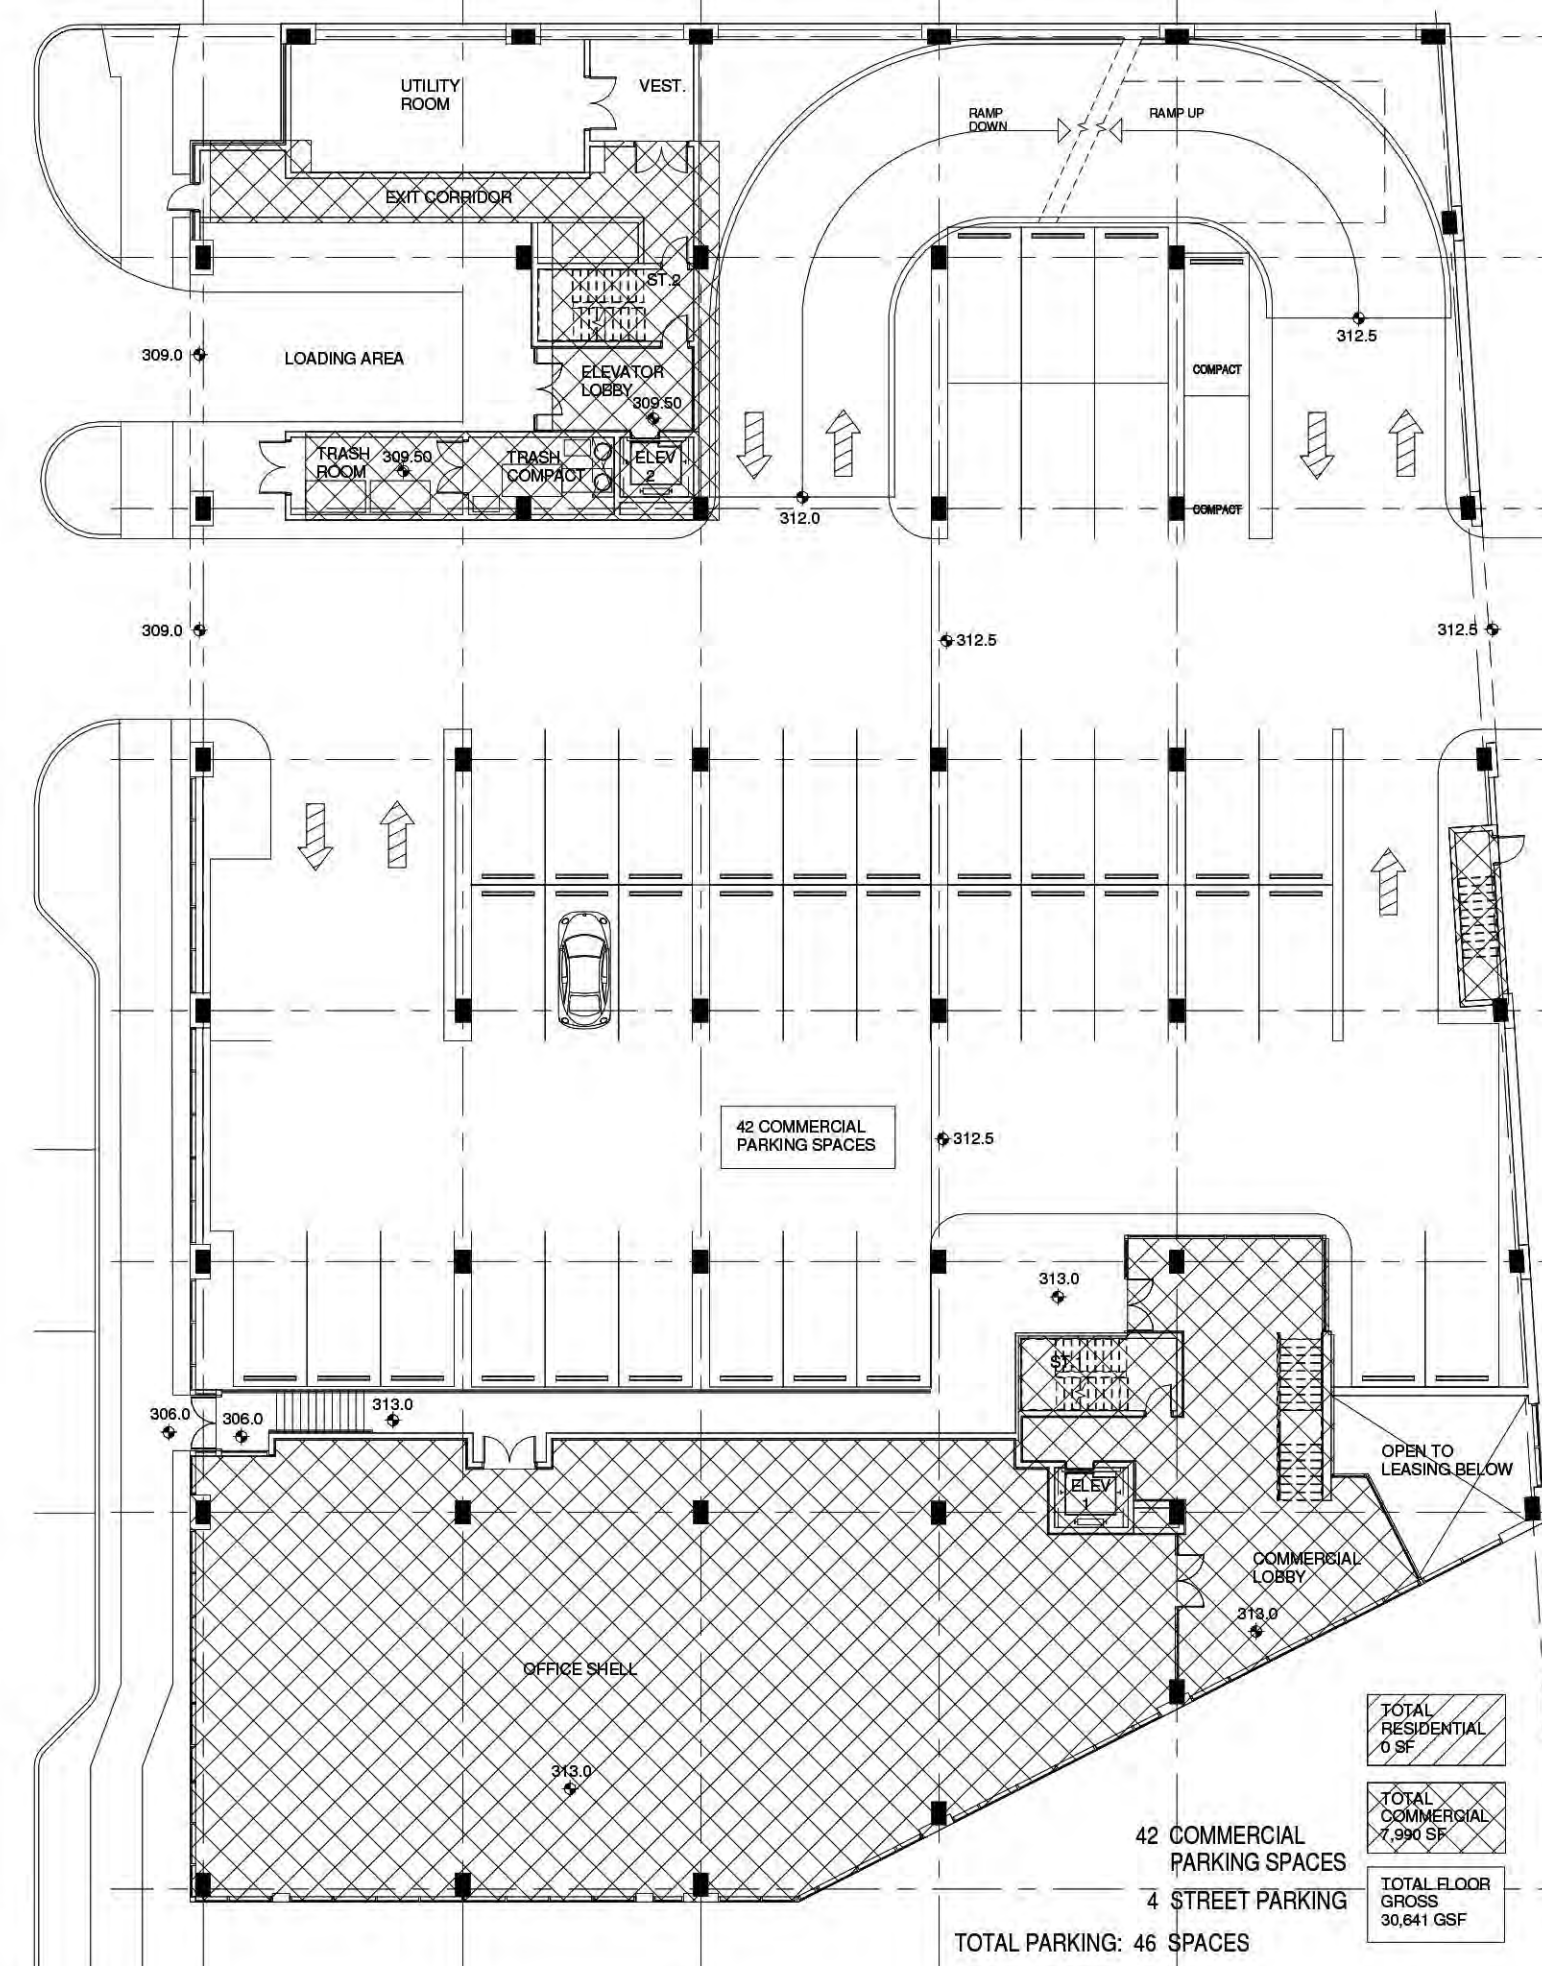 UTILITY
ROOM
VEST.
RAMP
DOWN
RAMP UP
EXIT CORRIDOR
ST.2
312.5
309.0
LOADING AREA
ELEVATOR
LOBBY
309.50
COMPACT
TRASH
ROOM
309.50
TRASH
COMPACT
ELEV
2
312.0
COMPACT
309.0
312.5
312.5
42 COMMERCIAL
PARKING SPACES
312.5
313.0
ST.
306.0
306.0
313.0
OPEN TO
LEASING BELOW
ELEV
1
COMMERCIAL
LOBBY
313.0
OFFICE SHELL
313.0
TOTAL
RESIDENTIAL
0 SF
TOTAL
COMMERCIAL
7,990 SF
42 COMMERCIAL
PARKING SPACES
4 STREET PARKING
TOTAL PARKING: 46 SPACES
TOTAL FLOOR
GROSS
30,641 GSF